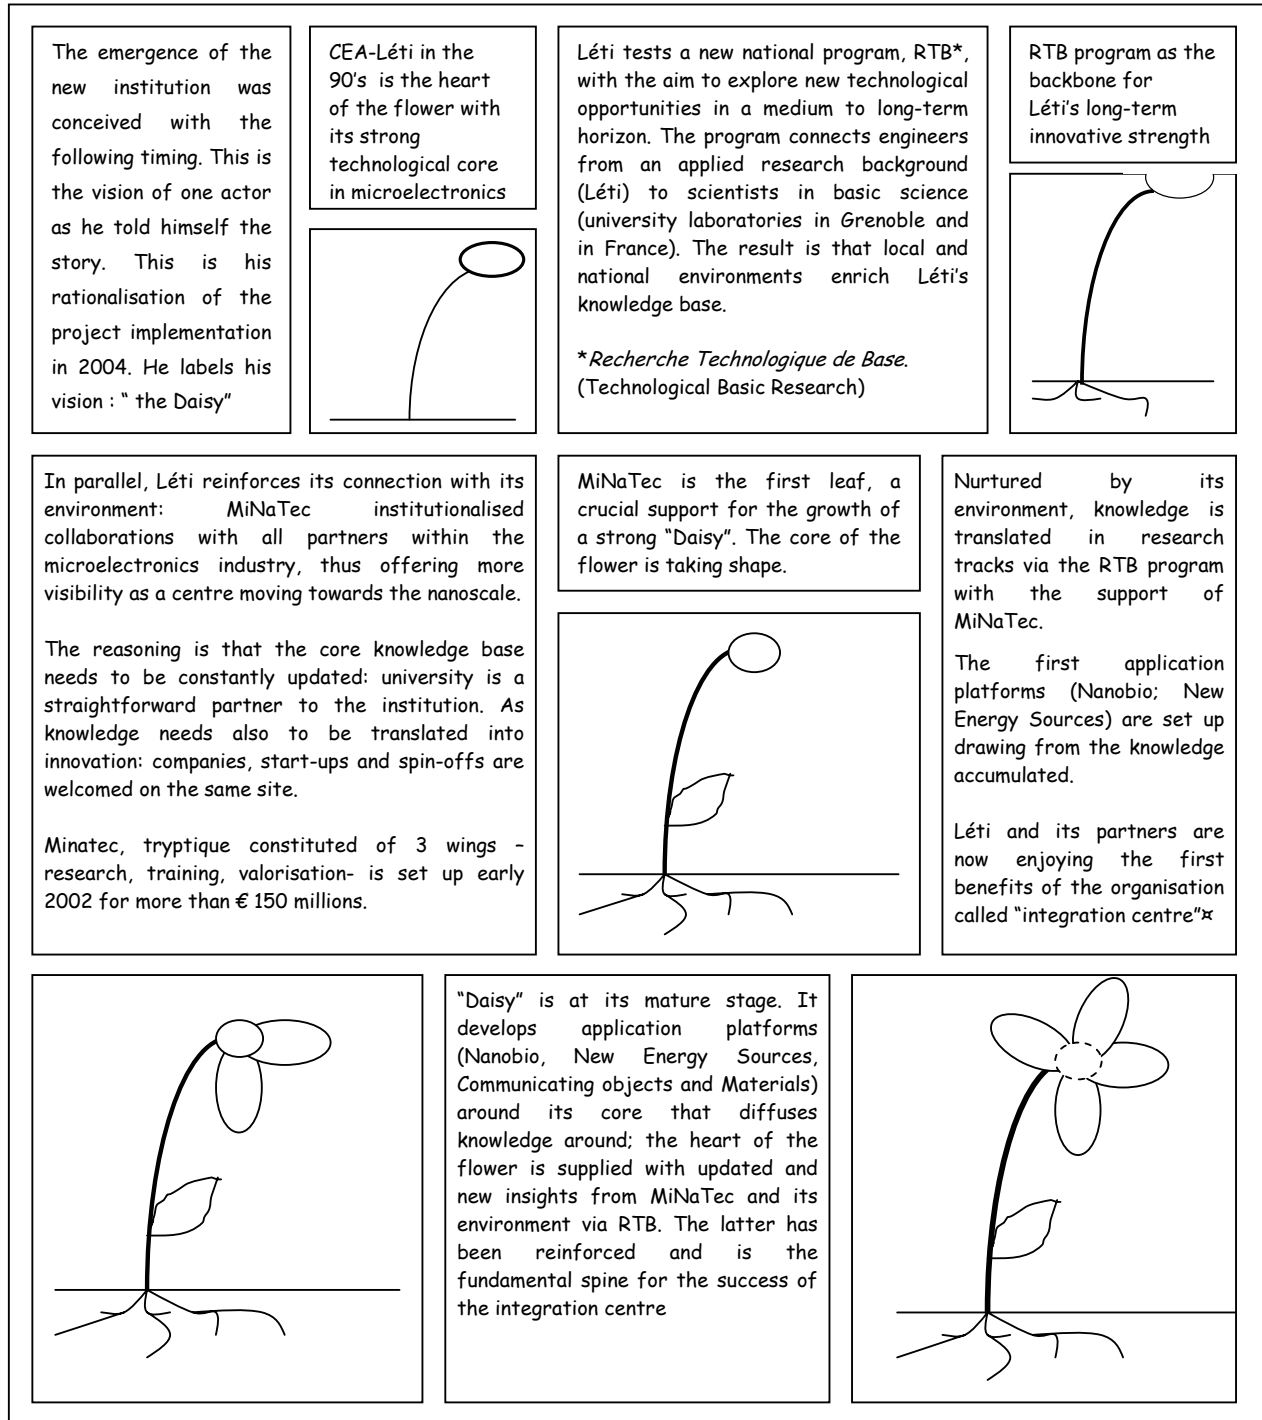 The emergence of the
new institution was
conceived with the
following timing. This is
the vision of one actor
as he told himself the
story. This is his
rationalisation of the
project implementation
in 2004. He labels his
vision : “ the Daisy”
CEA-Léti in the
90’s is the heart
of the flower with
its strong
technological core
in microelectronics
Léti tests a new national program, RTB*,
with the aim to explore new technological
opportunities in a medium to long-term
horizon. The program connects engineers
from an applied research background
(Léti) to scientists in basic science
(university laboratories in Grenoble and
in France). The result is that local and
national environments enrich Léti’s
knowledge base.
*Recherche Technologique de Base.
(Technological Basic Research)
RTB program as the
backbone for
Léti’s long-term
innovative strength
In parallel, Léti reinforces its connection with its
environment: MiNaTec institutionalised
collaborations with all partners within the
microelectronics industry, thus offering more
visibility as a centre moving towards the nanoscale.
The reasoning is that the core knowledge base
needs to be constantly updated: university is a
straightforward partner to the institution. As
knowledge needs also to be translated into
innovation: companies, start-ups and spin-offs are
welcomed on the same site.
Minatec, tryptique constituted of 3 wings –
research, training, valorisation- is set up early
2002 for more than € 150 millions.
MiNaTec is the first leaf, a
crucial support for the growth of
a strong “Daisy”. The core of the
flower is taking shape.
Nurtured by its
environment, knowledge is
translated in research
tracks via the RTB program
with the support of
MiNaTec.
The first application
platforms (Nanobio; New
Energy Sources) are set up
drawing from the knowledge
accumulated.
Léti and its partners are
now enjoying the first
benefits of the organisation
called “integration centre”¤
“Daisy” is at its mature stage. It
develops application platforms
(Nanobio, New Energy Sources,
Communicating objects and Materials)
around its core that diffuses
knowledge around; the heart of the
flower is supplied with updated and
new insights from MiNaTec and its
environment via RTB. The latter has
been reinforced and is the
fundamental spine for the success of
the integration centre